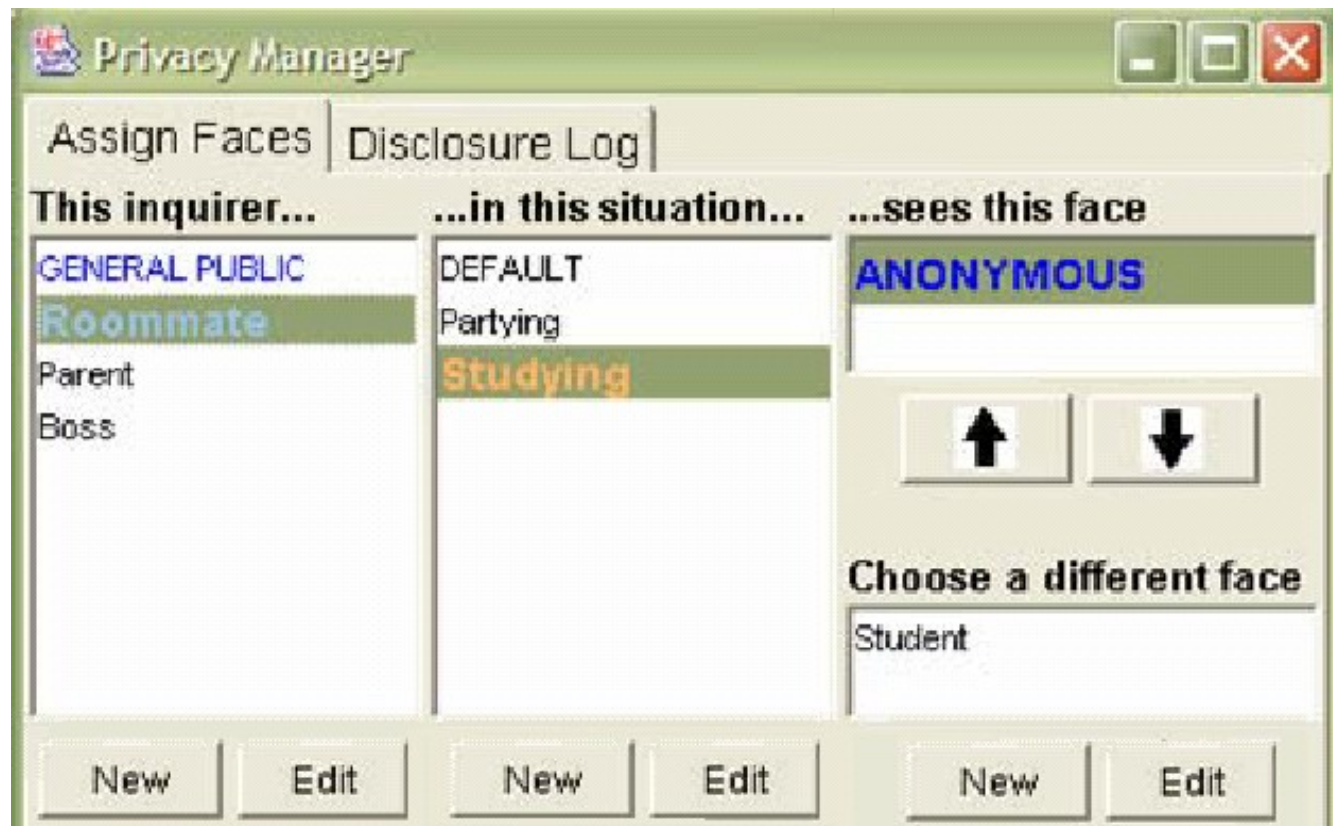 Privacy Manager
Assign Faces
Disclosure Log
This inquirer...
GENERAL PUBLIC
Roommate
Parent
Boss
New
Edit
...in this situation...
DEFAULT
Partying
Studying
New
Edit
...sees this face
ANONYMOUS
Choose a different face
Student
New
Edit